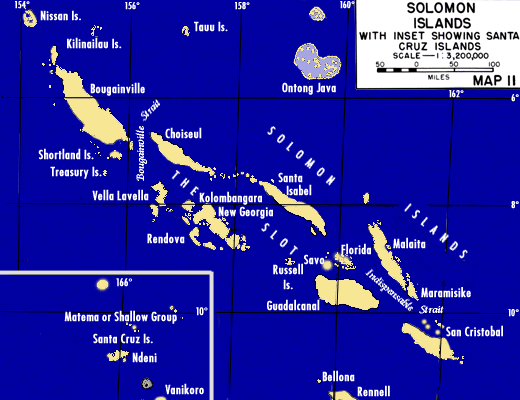 154°
156°
158°
160°
SOLOMON
ISLANDS
WITH INSET SHOWING SANTA
CRUZ ISLANDS
SCALE—1:3,200,000
50 0 50 100
MILES
MAP II
Nissan Is.
Kilinailau Is.
Tauu Is.
Ontong Java
Bougainville
6°
162°
Bougainville Strait
Choiseul
SOLOMON
ISLANDS
Shortland Is.
Treasury Is.
THE SLOT
Santa
Isabel
Vella Lavella
Kolombangara
New Georgia
8°
Rendova
Florida
Malaita
Savo
Russell
Is.
Indispensable Strait
Maramisike
Guadalcanal
166°
10°
10°
Matema or Shallow Group
San Cristobal
Santa Cruz Is.
Ndeni
Bellona
Vanikoro
Rennell